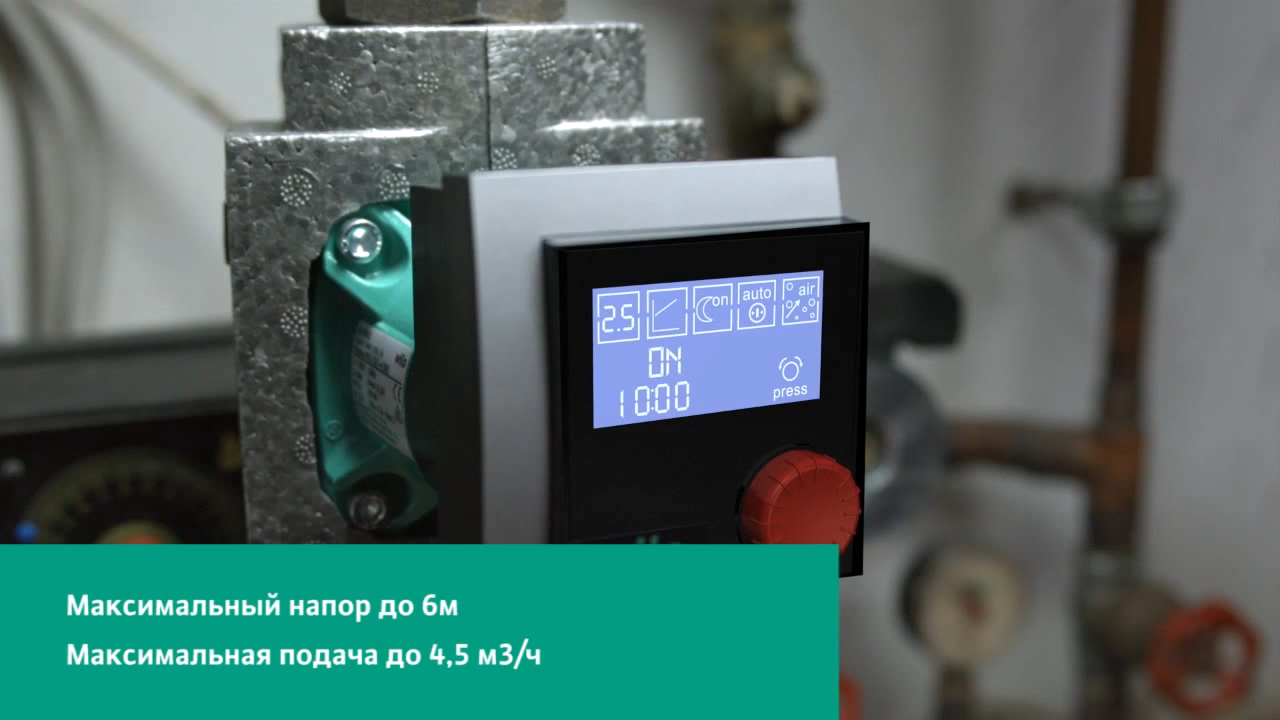 2.5 on auto air
ON
10:00
press
Максимальный напор до 6м
Максимальная подача до 4,5 м3/ч